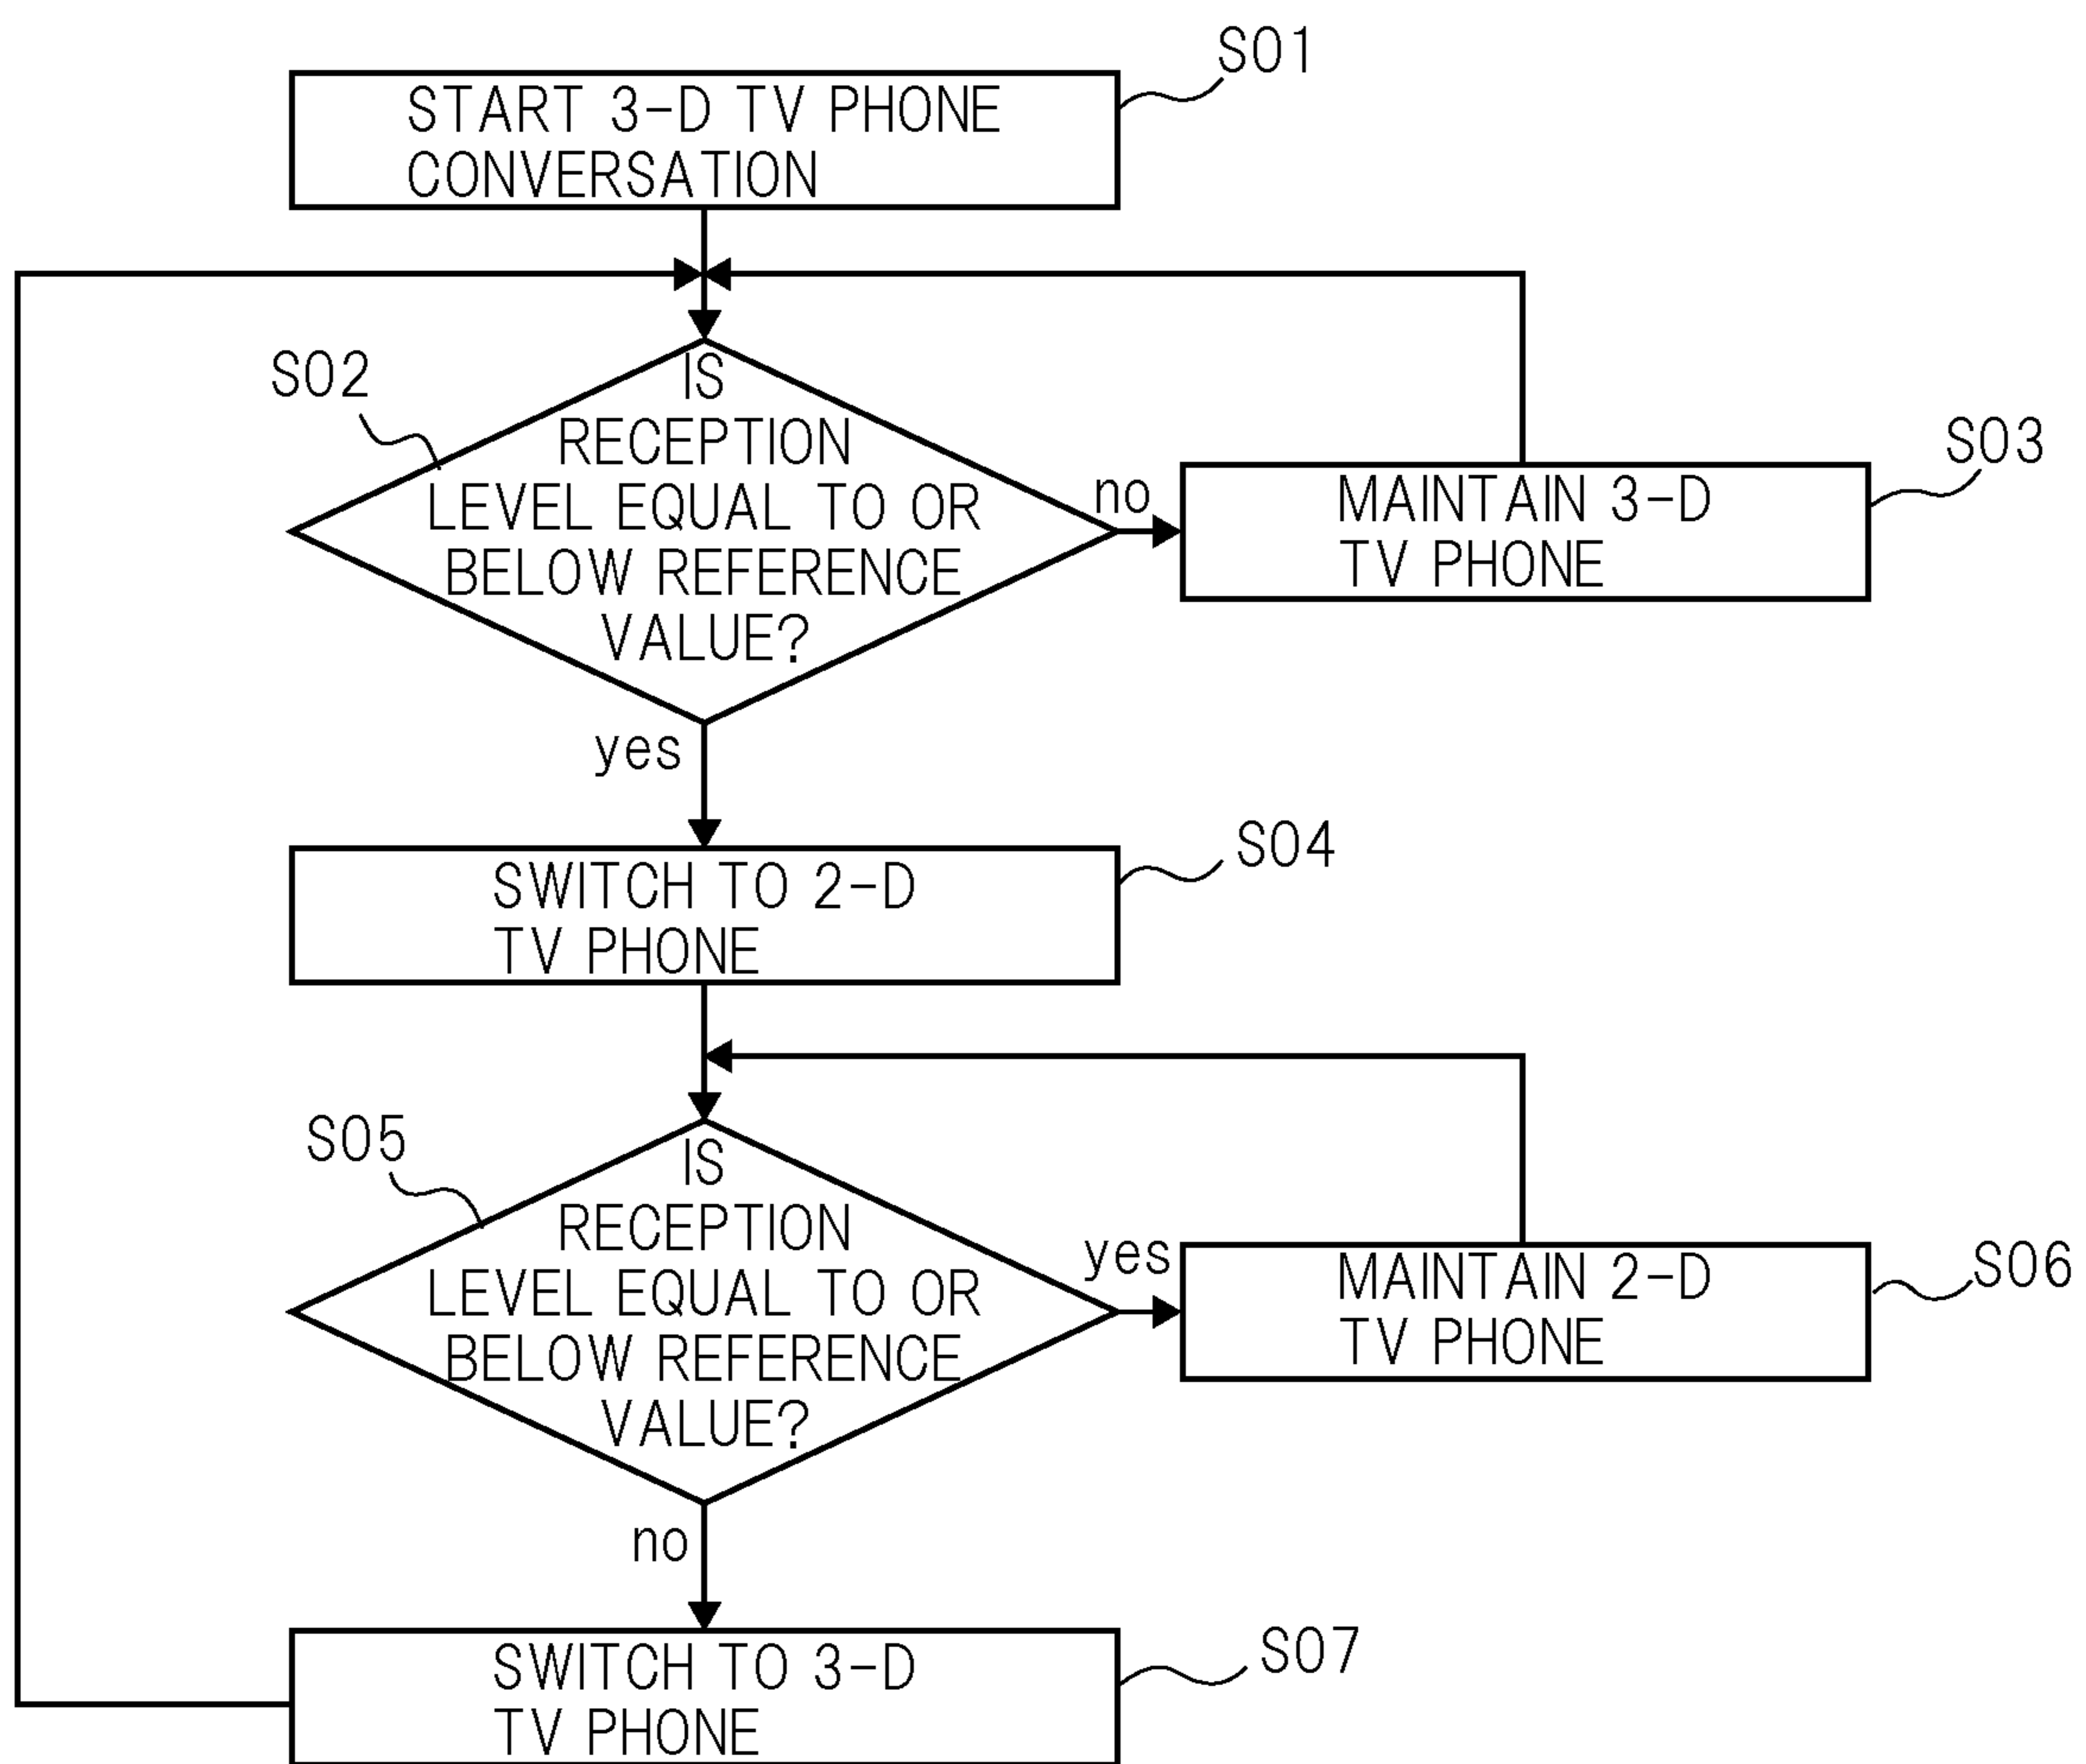 S01
START 3-D TV PHONE
CONVERSATION
S02
IS
RECEPTION
LEVEL EQUAL TO OR
BELOW REFERENCE
VALUE?
no
S03
MAINTAIN 3-D
TV PHONE
yes
S04
SWITCH TO 2-D
TV PHONE
S05
IS
RECEPTION
LEVEL EQUAL TO OR
BELOW REFERENCE
VALUE?
yes
S06
MAINTAIN 2-D
TV PHONE
no
S07
SWITCH TO 3-D
TV PHONE